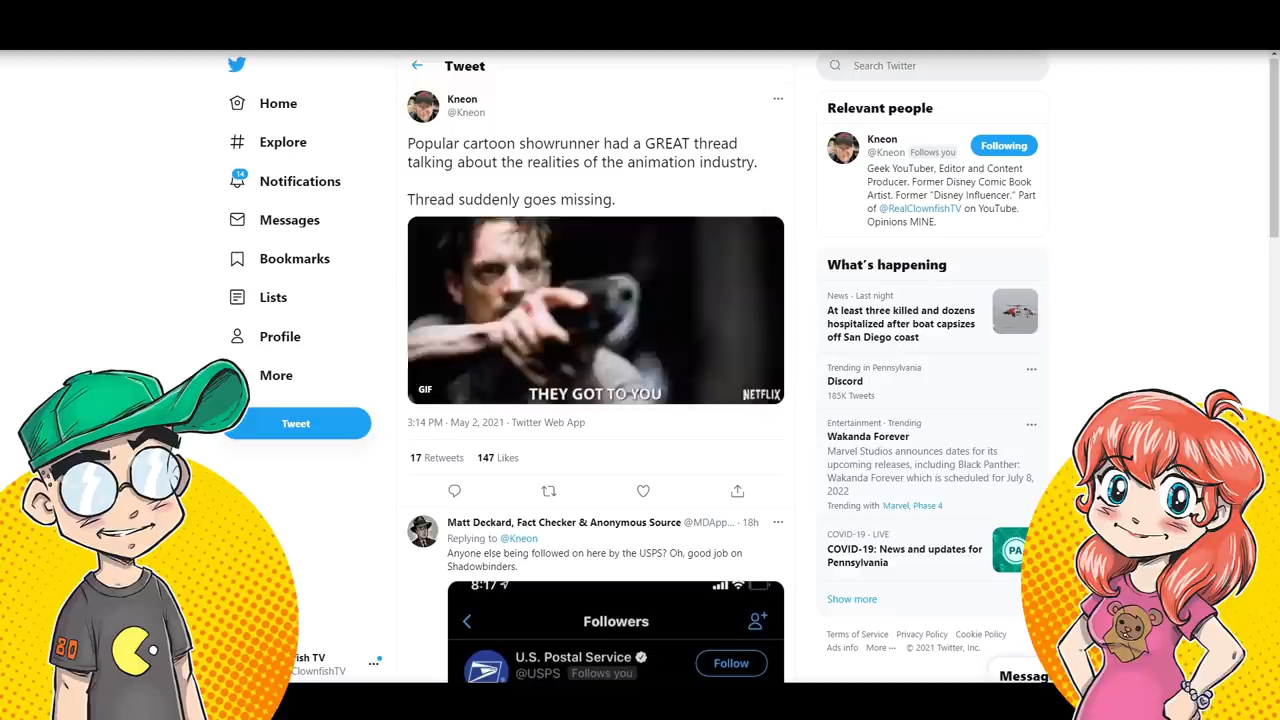 Home
Explore
14
Notifications
Messages
Bookmarks
Lists
Profile
More
Tweet
fish TV
ClownfishTV
80
Tweet
Kneon
@Kneon
Popular cartoon showrunner had a GREAT thread
talking about the realities of the animation industry.
Thread suddenly goes missing.
GIF
THEY GOT TO YOU
NETFLIX
3:14 PM · May 2, 2021 · Twitter Web App
17 Retweets 147 Likes
Matt Deckard, Fact Checker & Anonymous Source @MDApp... · 18h
Replying to @Kneon
Anyone else being followed on here by the USPS? Oh, good job on
Shadowbinders.
8:17
Followers
U.S. Postal Service
@USPS Follows you
Follow
Search Twitter
Relevant people
Kneon
@Kneon Follows you
Following
Geek YouTuber, Editor and Content
Producer. Former Disney Comic Book
Artist. Former "Disney Influencer." Part
of @RealClownfishTV on YouTube.
Opinions MINE.
What's happening
News · Last night
At least three killed and dozens
hospitalized after boat capsizes
off San Diego coast
Trending in Pennsylvania
Discord
185K Tweets
Entertainment · Trending
Wakanda Forever
Marvel Studios announces dates for its
upcoming releases, including Black Panther:
Wakanda Forever which is scheduled for July 8,
2022
Trending with Marvel, Phase 4
COVID-19 · LIVE
COVID-19: News and updates for
Pennsylvania
PA
Show more
Terms of Service Privacy Policy Cookie Policy
Ads info More ··· © 2021 Twitter, Inc.
Messag